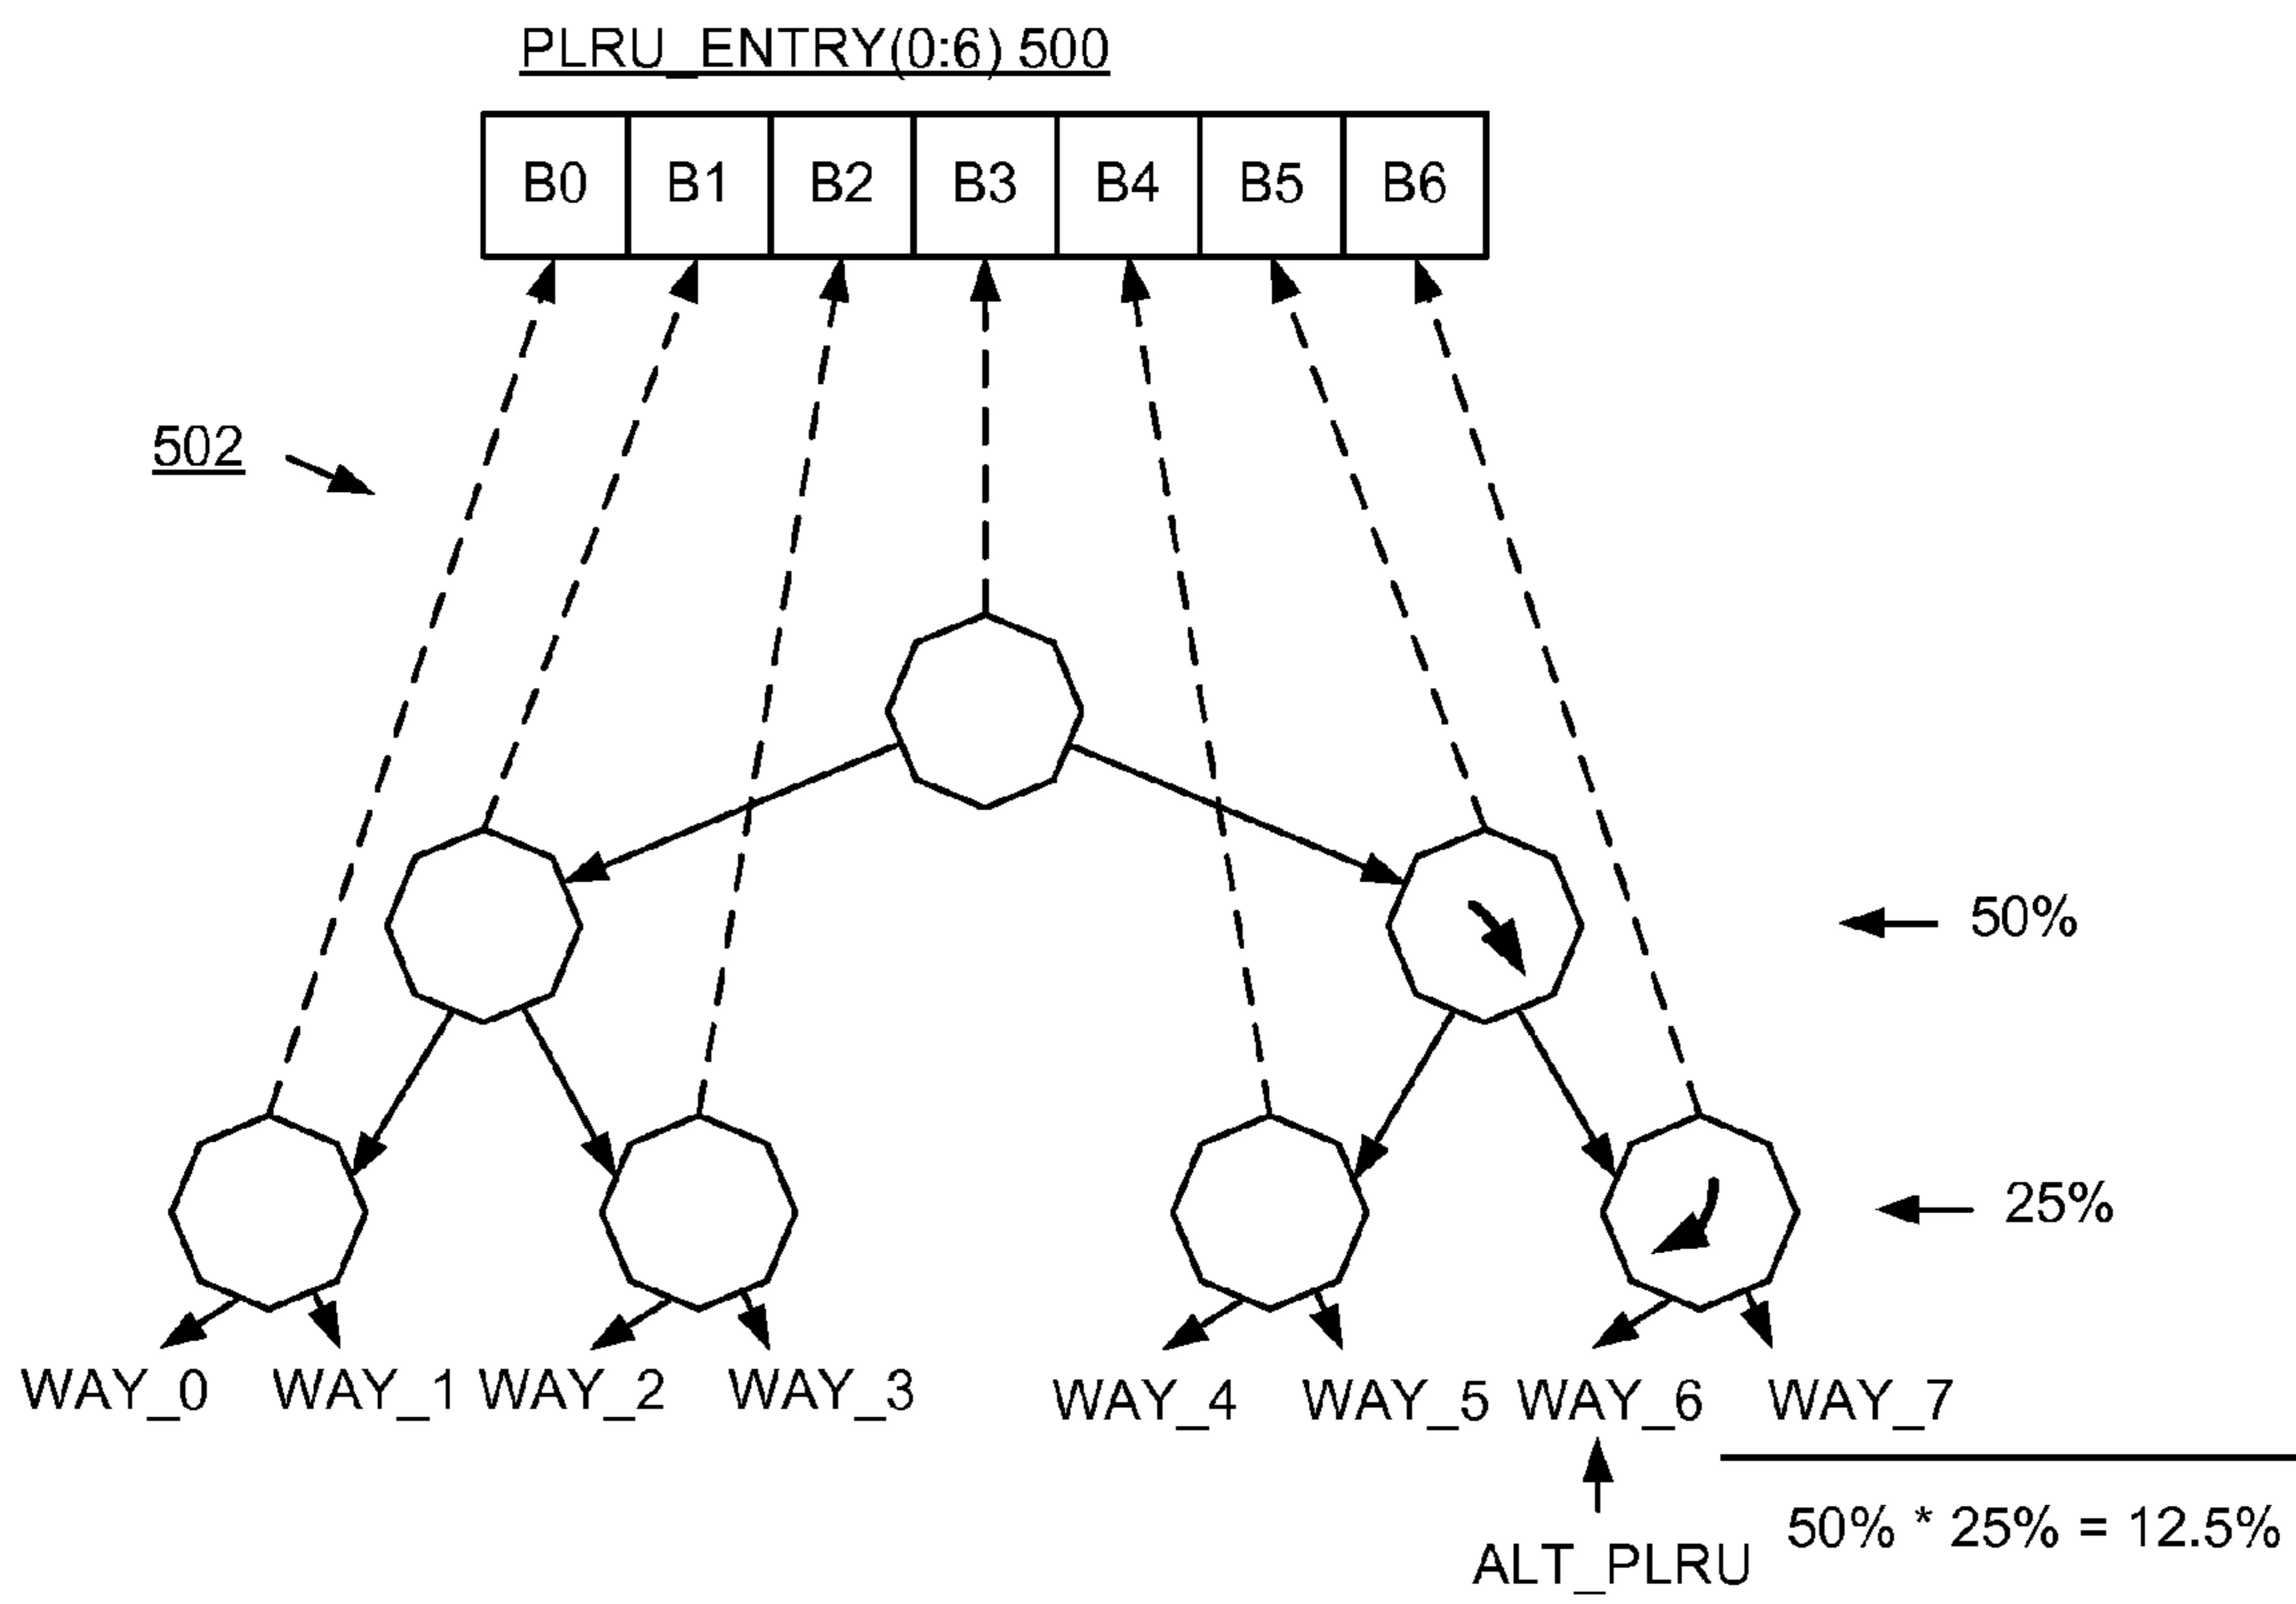 PLRU_ENTRY(0:6) 500
B0 B1 B2 B3 B4 B5 B6
502
50%
25%
WAY_0 WAY_1 WAY_2 WAY_3 WAY_4 WAY_5 WAY_6 WAY_7
50% * 25% = 12.5%
ALT_PLRU